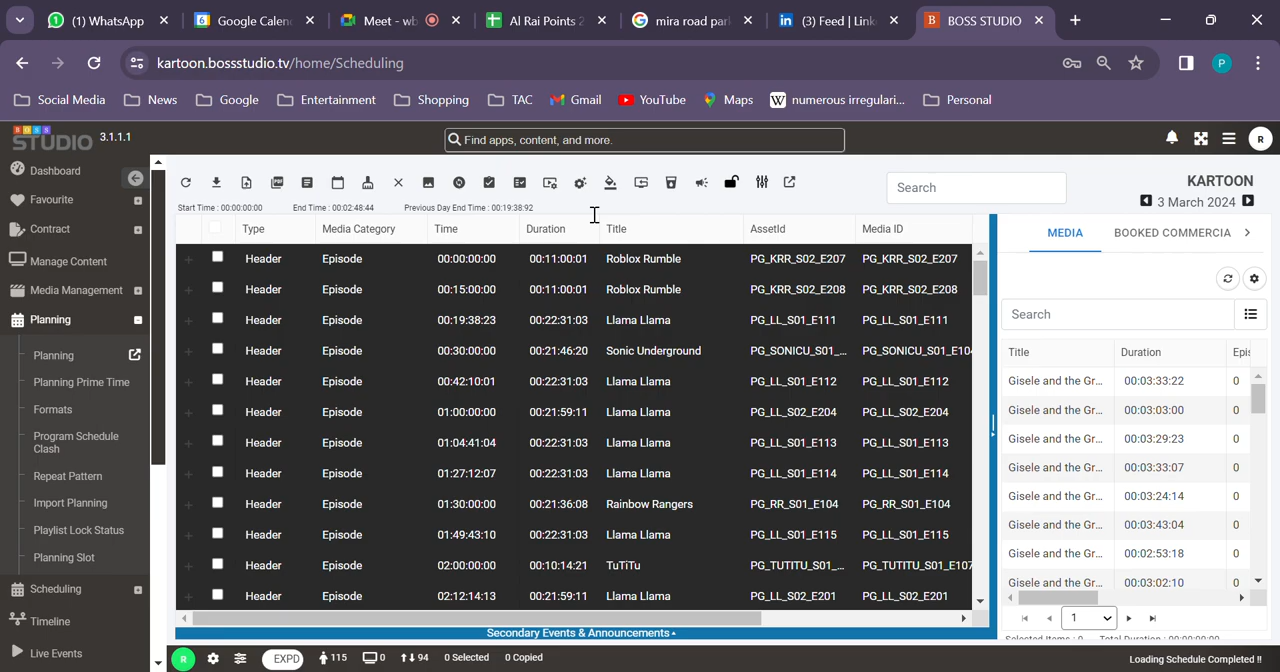 (1) WhatsApp
6 Google Calen
Meet - wb
Al Rai Points 2
mira road park
(3) Feed | Link
B BOSS STUDIO
kartoon.bossstudio.tv/home/Scheduling
P
Social Media News Google Entertainment Shopping TAC Gmail YouTube Maps W numerous irregulari... Personal
BOSS
STUDIO 3.1.1.1
Find apps, content, and more.
R
Dashboard
Favourite
Contract
Manage Content
Media Management
Planning
Planning
Planning Prime Time
Formats
Program Schedule
Clash
Repeat Pattern
Import Planning
Playlist Lock Status
Planning Slot
Scheduling
Timeline
Live Events
Search
KARTOON
3 March 2024
Start Time : 00:00:00:00 End Time : 00:02:48:44 Previous Day End Time : 00:19:38:92
Type Media Category Time Duration Title AssetId Media ID
Header Episode 00:00:00:00 00:11:00:01 Roblox Rumble PG_KRR_S02_E207 PG_KRR_S02_E207
Header Episode 00:15:00:00 00:11:00:01 Roblox Rumble PG_KRR_S02_E208 PG_KRR_S02_E208
Header Episode 00:19:38:23 00:22:31:03 Llama Llama PG_LL_S01_E111 PG_LL_S01_E111
Header Episode 00:30:00:00 00:21:46:20 Sonic Underground PG_SONICU_S01_... PG_SONICU_S01_E104
Header Episode 00:42:10:01 00:22:31:03 Llama Llama PG_LL_S01_E112 PG_LL_S01_E112
Header Episode 01:00:00:00 00:21:59:11 Llama Llama PG_LL_S02_E204 PG_LL_S02_E204
Header Episode 01:04:41:04 00:22:31:03 Llama Llama PG_LL_S01_E113 PG_LL_S01_E113
Header Episode 01:27:12:07 00:22:31:03 Llama Llama PG_LL_S01_E114 PG_LL_S01_E114
Header Episode 01:30:00:00 00:21:36:08 Rainbow Rangers PG_RR_S01_E104 PG_RR_S01_E104
Header Episode 01:49:43:10 00:22:31:03 Llama Llama PG_LL_S01_E115 PG_LL_S01_E115
Header Episode 02:00:00:00 00:10:14:21 TuTiTu PG_TUTITU_S01_... PG_TUTITU_S01_E107
Header Episode 02:12:14:13 00:21:59:11 Llama Llama PG_LL_S02_E201 PG_LL_S02_E201
Secondary Events & Announcements
MEDIA BOOKED COMMERCIA
Search
Title Duration Epi
Gisele and the Gr... 00:03:33:22 0
Gisele and the Gr... 00:03:03:00 0
Gisele and the Gr... 00:03:29:23 0
Gisele and the Gr... 00:03:33:07 0
Gisele and the Gr... 00:03:24:14 0
Gisele and the Gr... 00:03:43:04 0
Gisele and the Gr... 00:02:53:18 0
Gisele and the Gr... 00:03:02:10 0
1
Selected Items : 0 Total Duration : 00:00:00:00
R EXPD 115 0 94 0 Selected 0 Copied
Loading Schedule Completed !!